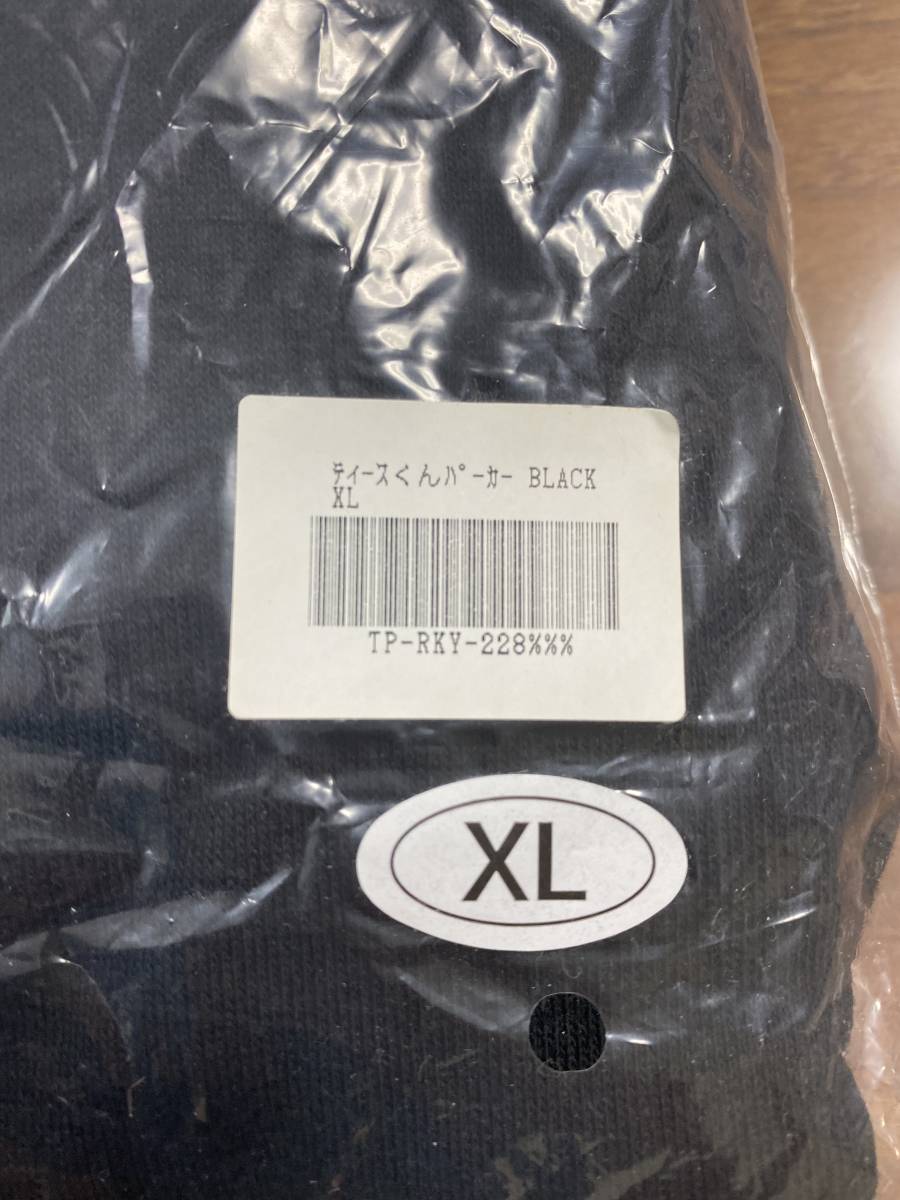 ﾃｨｰｽくんﾊﾟｰｶｰ BLACK
XL
TP-RKY-228%%%
XL